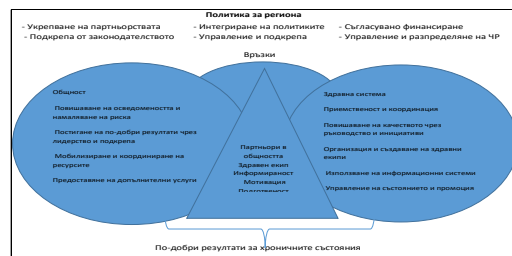 Политика за региона
- Укрепване на партньорствата - Интегриране на политиките - Съгласувано финансиране
- Подкрепа от законодателството - Управление и подкрепа - Управление и разпределяне на ЧР
Връзки
Общност
Повишаване на осведомеността и
намаляване на риска
Постигане на по-добри резултати чрез
лидерство и подкрепа
Мобилизиране и координиране на
ресурсите
Предоставяне на допълнителни услуги
Партньори в
общността
Здравен екип
Информираност
Мотивация
Подготвеност
Здравна система
Приемственост и координация
Повишаване на качеството чрез
ръководство и инициативи
Организация и създаване на здравни
екипи
Използване на информационни системи
Управление на състоянието и промоция
По-добри резултати за хроничните състояния